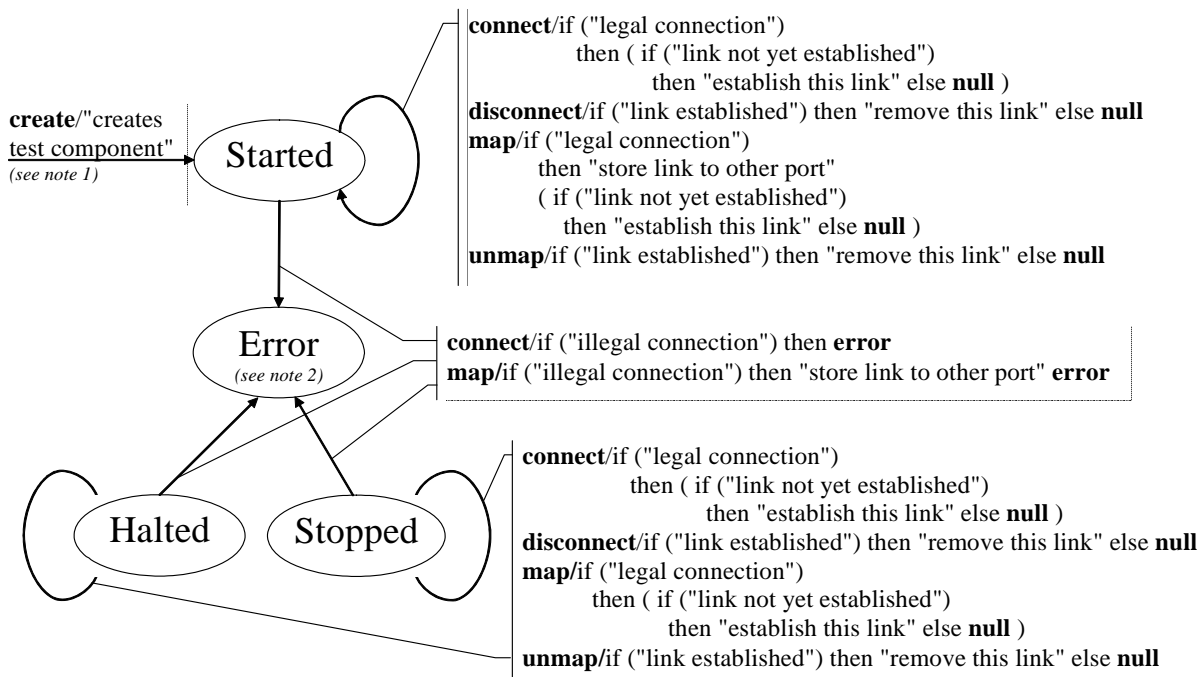 connect/if ("legal connection")
then ( if ("link not yet established")
then "establish this link" else null )
disconnect/if ("link established") then "remove this link" else null
map/if ("legal connection")
then "store link to other port"
( if ("link not yet established")
then "establish this link" else null )
unmap/if ("link established") then "remove this link" else null
create/"creates
test component"
(see note 1)
Started
Error
(see note 2)
connect/if ("illegal connection") then error
map/if ("illegal connection") then "store link to other port" error
Halted
Stopped
connect/if ("legal connection")
then ( if ("link not yet established")
then "establish this link" else null )
disconnect/if ("link established") then "remove this link" else null
map/if ("legal connection")
then ( if ("link not yet established")
then "establish this link" else null )
unmap/if ("link established") then "remove this link" else null